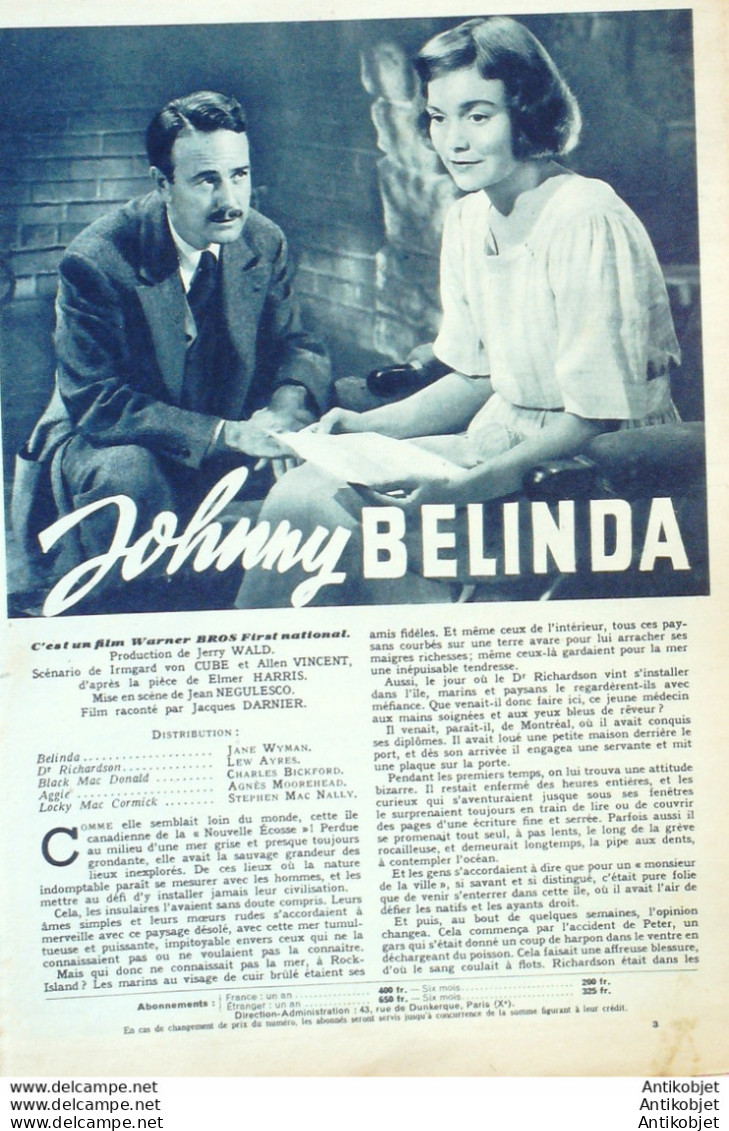 Johnny BELINDA
C'est un film Warner BROS First national.
Production de Jerry WALD.
Scénario de Irmgard von CUBE et Allen VINCENT,
d'après la pièce de Elmer HARRIS.
Mise en scène de Jean NEGULESCO.
Film raconté par Jacques DARNIER.
DISTRIBUTION :
Belinda .................... JANE WYMAN.
Dr Richardson .............. LEW AYRES.
Black Mac Donald ......... CHARLES BICKFORD.
Aggie ................. AGNÈS MOOREHEAD.
Locky Mac Cormick ........ STEPHEN MAC NALLY.
COMME elle semblait loin du monde, cette île
canadienne de la « Nouvelle Écosse »! Perdue
au milieu d'une mer grise et presque toujours
grondante, elle avait la sauvage grandeur des
lieux inexplorés. De ces lieux où la nature
indomptable paraît se mesurer avec les hommes, et les
mettre au défi d'y installer jamais leur civilisation.
Cela, les insulaires l'avaient sans doute compris. Leurs
âmes simples et leurs mœurs rudes s'accordaient à
merveille avec ce paysage désolé, avec cette mer tumul-
tueuse et puissante, impitoyable envers ceux qui ne la
connaissaient pas ou ne voulaient pas la connaître.
Mais qui donc ne connaissait pas la mer, à Rock-
Island? Les marins au visage de cuir brûlé étaient ses
amis fidèles. Et même ceux de l'intérieur, tous ces pay-
sans courbés sur une terre avare pour lui arracher ses
maigres richesses; même ceux-là gardaient pour la mer
une inépuisable tendresse.
Aussi, le jour où le Dr Richardson vint s'installer
dans l'île, marins et paysans le regardèrent-ils avec
méfiance. Que venait-il donc faire ici, ce jeune médecin
aux mains soignées et aux yeux bleus de rêveur ?
Il venait, paraît-il, de Montréal, où il avait conquis
ses diplômes. Il avait loué une petite maison derrière le
port, et dès son arrivée il engagea une servante et mit
une plaque sur la porte.
Pendant les premiers temps, on lui trouva une attitude
bizarre. Il restait enfermé des heures entières, et les
curieux qui s'aventuraient jusque sous ses fenêtres
le surprenaient toujours en train de lire ou de couvrir
des pages d'une écriture fine et serrée. Parfois aussi il
se promenait tout seul, à pas lents, le long de la grève
rocailleuse, et demeurait longtemps, la pipe aux dents,
à contempler l'océan.
Et les gens s'accordaient à dire que pour un « monsieur
de la ville », si savant et si distingué, c'était pure folie
que de venir s'enterrer dans cette île, où il avait l'air de
défier les natifs et les ayants droit.
Et puis, au bout de quelques semaines, l'opinion
changea. Cela commença par l'accident de Peter, un
gars qui s'était donné un coup de harpon dans le ventre en
déchargeant du poisson. Cela faisait une affreuse blessure,
d'où le sang coulait à flots. Richardson était dans les
Abonnements : France : un an .................. 400 fr. — Six mois .................. 200 fr.
Étranger : un an .................. 650 fr. — Six mois .................. 325 fr.
Direction-Administration : 43, rue de Dunkerque, Paris (Xe).
En cas de changement de prix du numéro, les abonnés seront servis jusqu'à concurrence de la somme figurant à leur crédit.
3
www.delcampe.net Antikobjet
www.delcampe.net Antikobjet
www.delcampe.net Antikobjet